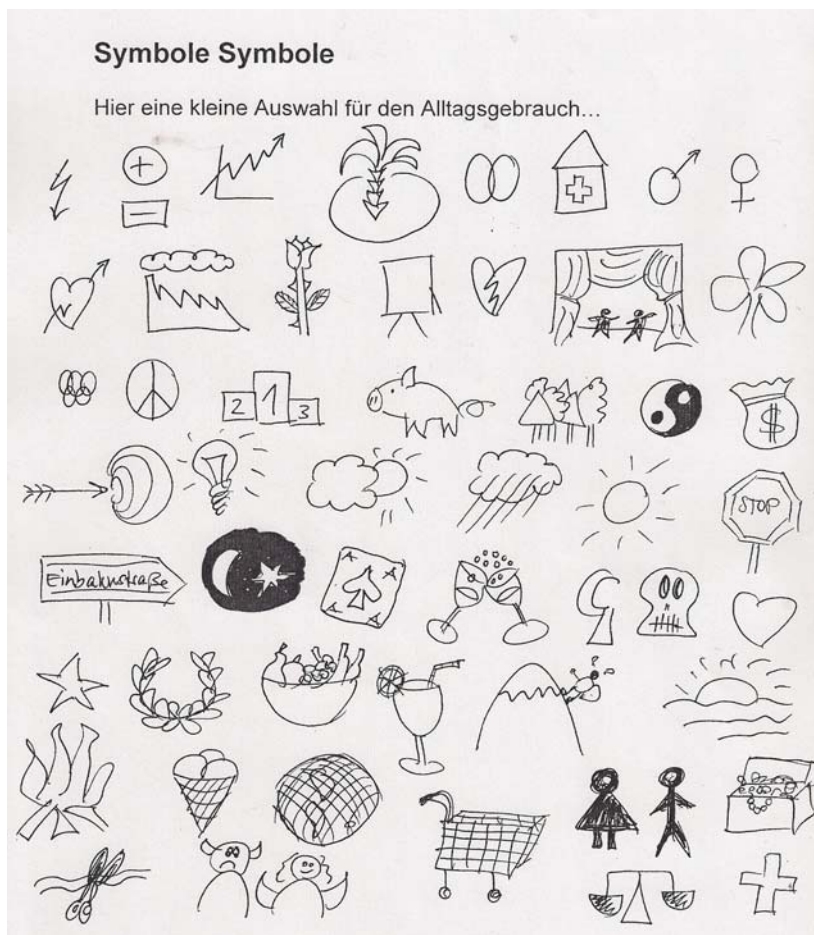 Symbole Symbole
Hier eine kleine Auswahl für den Alltagsgebrauch...
2 1 3
$
STOP
Einbahnstraße
A A
A A